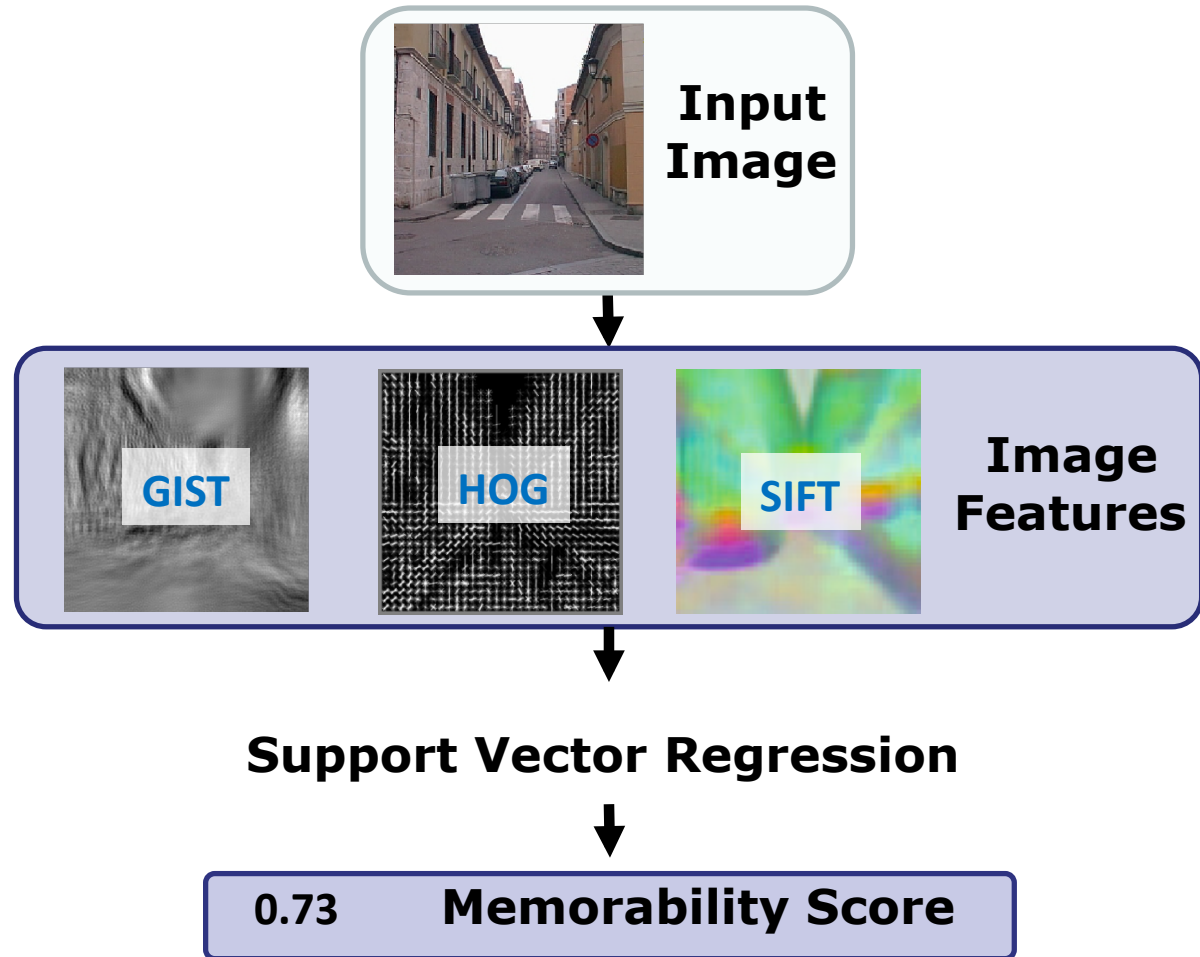 Input
Image
GIST
HOG
SIFT
Image
Features
Support Vector Regression
0.73 Memorability Score